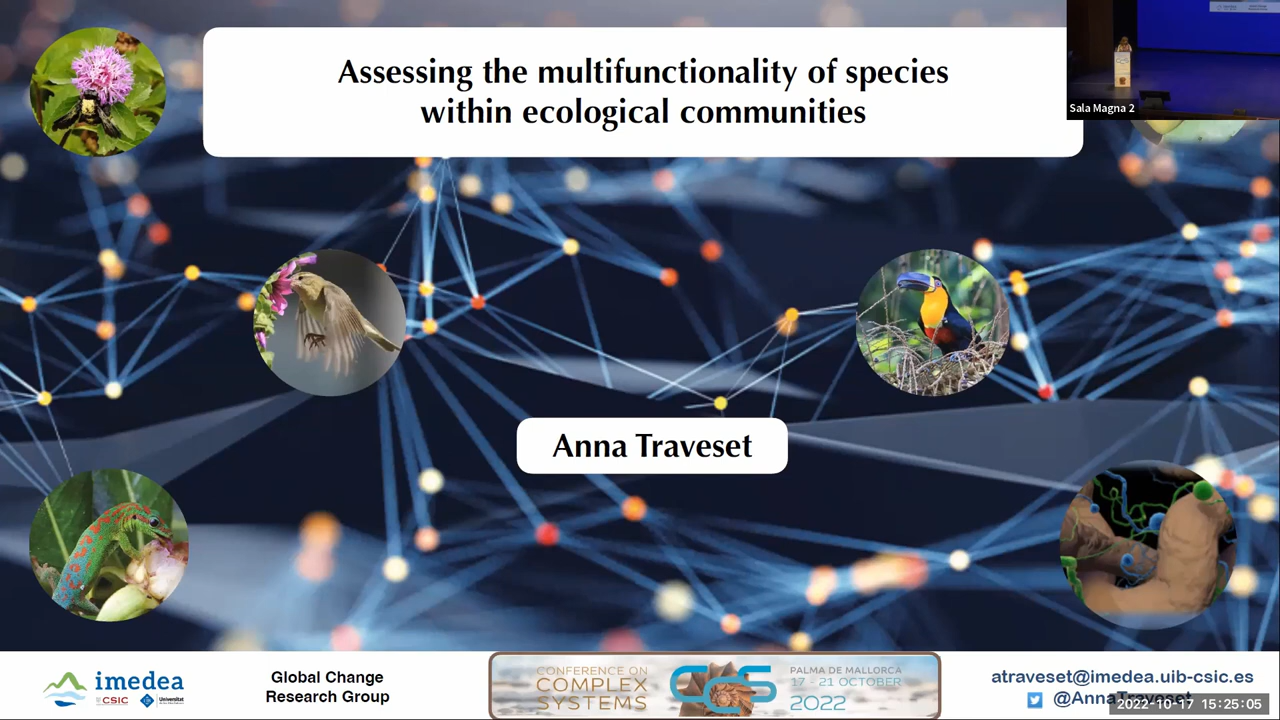 Assessing the multifunctionality of species
within ecological communities
Sala Magna 2
Anna Traveset
imedea
CSIC
Universitat
Global Change
Research Group
CONFERENCE ON
COMPLEX
SYSTEMS
CCS
PALMA DE MALLORCA
17 - 21 OCTOBER
2022
atraveset@imedea.uib-csic.es
@AnnaTraveset
2022-10-17 15:25:05